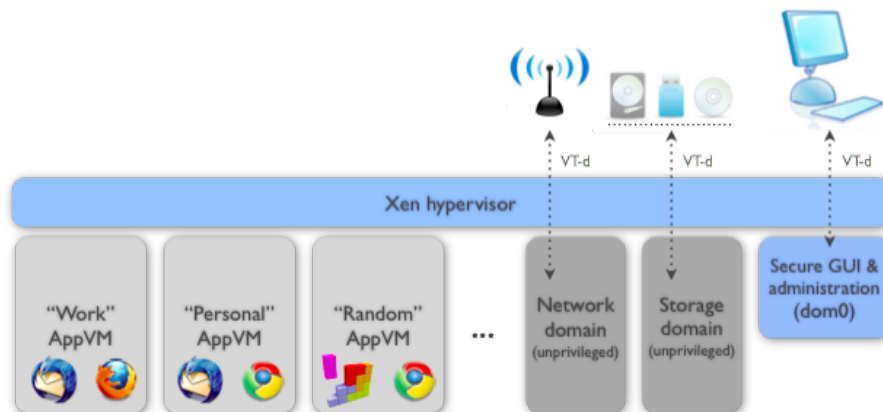 VT-d
VT-d
VT-d
Xen hypervisor
“Work”
AppVM
“Personal”
AppVM
“Random”
AppVM
...
Network
domain
(unprivileged)
Storage
domain
(unprivileged)
Secure GUI &
administration
(dom0)